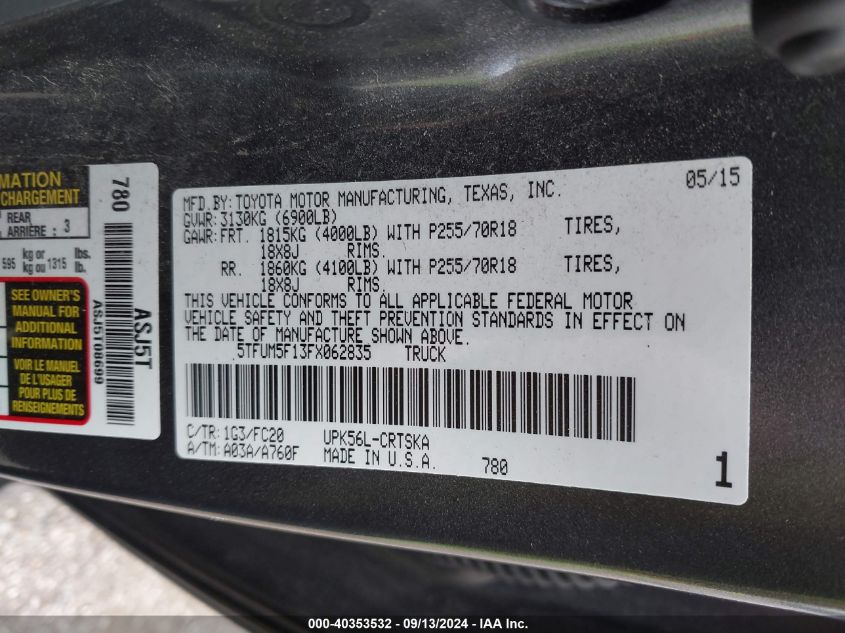 MATION
CHARGEMENT
REAR
ARRIÈRE : 3
595 kg or
kg ou 1315 lbs.
lb.
SEE OWNER'S
MANUAL FOR
ADDITIONAL
INFORMATION
VOIR LE MANUEL
DE L'USAGER
POUR PLUS DE
RENSEIGNEMENTS
780
ASJ5T
ASJ5T08699
MFD.BY:TOYOTA MOTOR MANUFACTURING, TEXAS, INC. 05/15
GVWR:3130KG (6900LB)
GAWR:FRT. 1815KG (4000LB) WITH P255/70R18 TIRES,
18X8J RIMS.
RR. 1860KG (4100LB) WITH P255/70R18 TIRES,
18X8J RIMS.
THIS VEHICLE CONFORMS TO ALL APPLICABLE FEDERAL MOTOR
VEHICLE SAFETY AND THEFT PREVENTION STANDARDS IN EFFECT ON
THE DATE OF MANUFACTURE SHOWN ABOVE.
5TFUM5F13FX062835 TRUCK
C/TR:1G3/FC20 UPK56L-CRTSKA
A/TM:A03A/A760F MADE IN U.S.A. 780 1
000-40353532 - 09/13/2024 - IAA Inc.